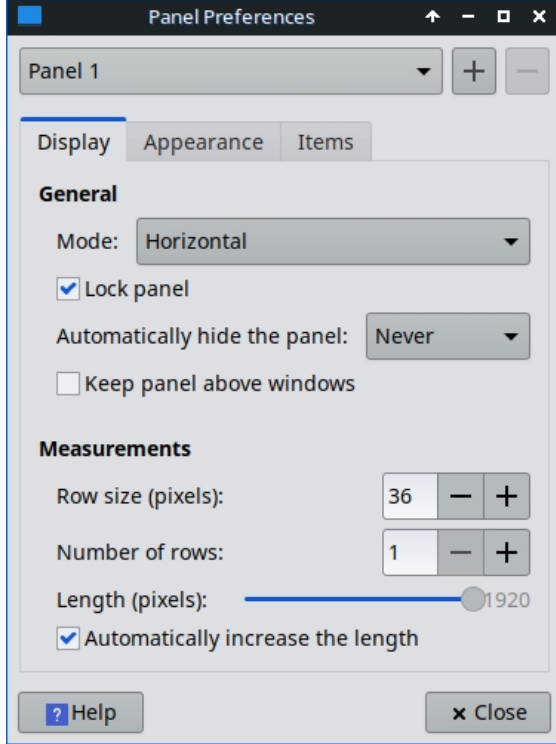 Panel Preferences
Panel 1
Display Appearance Items
General
Mode: Horizontal
Lock panel
Automatically hide the panel: Never
Keep panel above windows
Measurements
Row size (pixels): 36
Number of rows: 1
Length (pixels): 1920
Automatically increase the length
? Help × Close